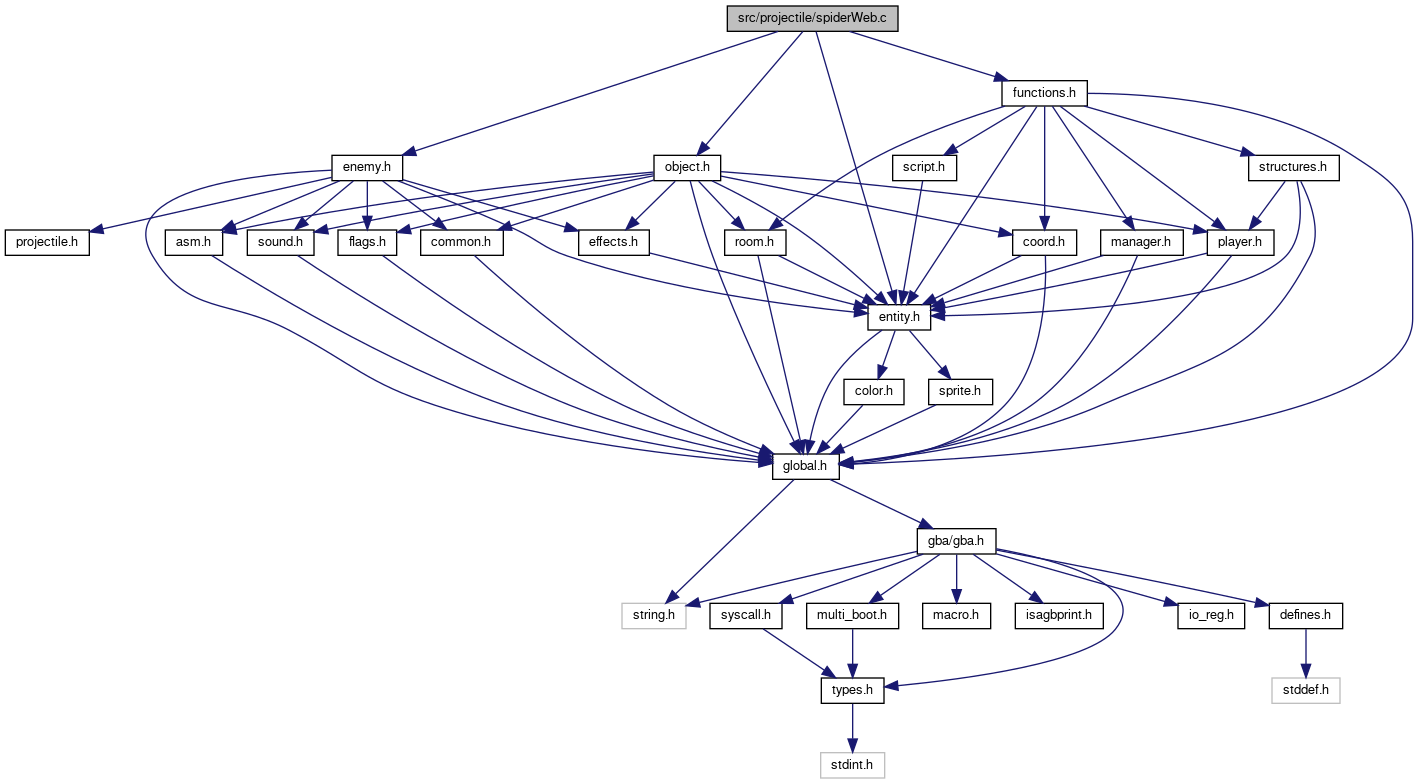 src/projectile/spiderWeb.c
functions.h
enemy.h
object.h
script.h
structures.h
projectile.h
asm.h
sound.h
flags.h
common.h
effects.h
room.h
coord.h
manager.h
player.h
entity.h
color.h
sprite.h
global.h
gba/gba.h
string.h
syscall.h
multi_boot.h
macro.h
isagbprint.h
io_reg.h
defines.h
types.h
stddef.h
stdint.h